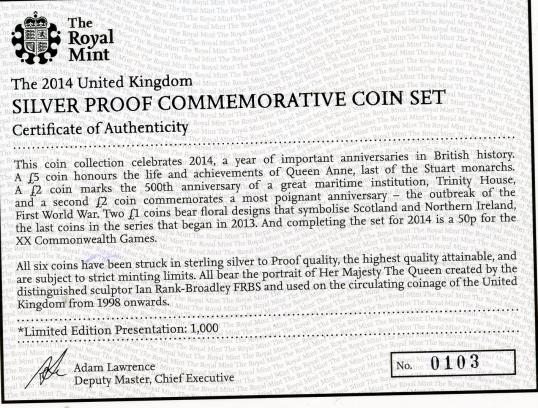 The
Royal
Mint
The 2014 United Kingdom
SILVER PROOF COMMEMORATIVE COIN SET
Certificate of Authenticity
This coin collection celebrates 2014, a year of important anniversaries in British history.
A £5 coin honours the life and achievements of Queen Anne, last of the Stuart monarchs.
A £2 coin marks the 500th anniversary of a great maritime institution, Trinity House,
and a second £2 coin commemorates a most poignant anniversary – the outbreak of the
First World War. Two £1 coins bear floral designs that symbolise Scotland and Northern Ireland,
the last coins in the series that began in 2013. And completing the set for 2014 is a 50p for the
XX Commonwealth Games.
All six coins have been struck in sterling silver to Proof quality, the highest quality attainable, and
are subject to strict minting limits. All bear the portrait of Her Majesty The Queen created by the
distinguished sculptor Ian Rank-Broadley FRBS and used on the circulating coinage of the United
Kingdom from 1998 onwards.
*Limited Edition Presentation: 1,000
Adam Lawrence
Deputy Master, Chief Executive
No. 0103